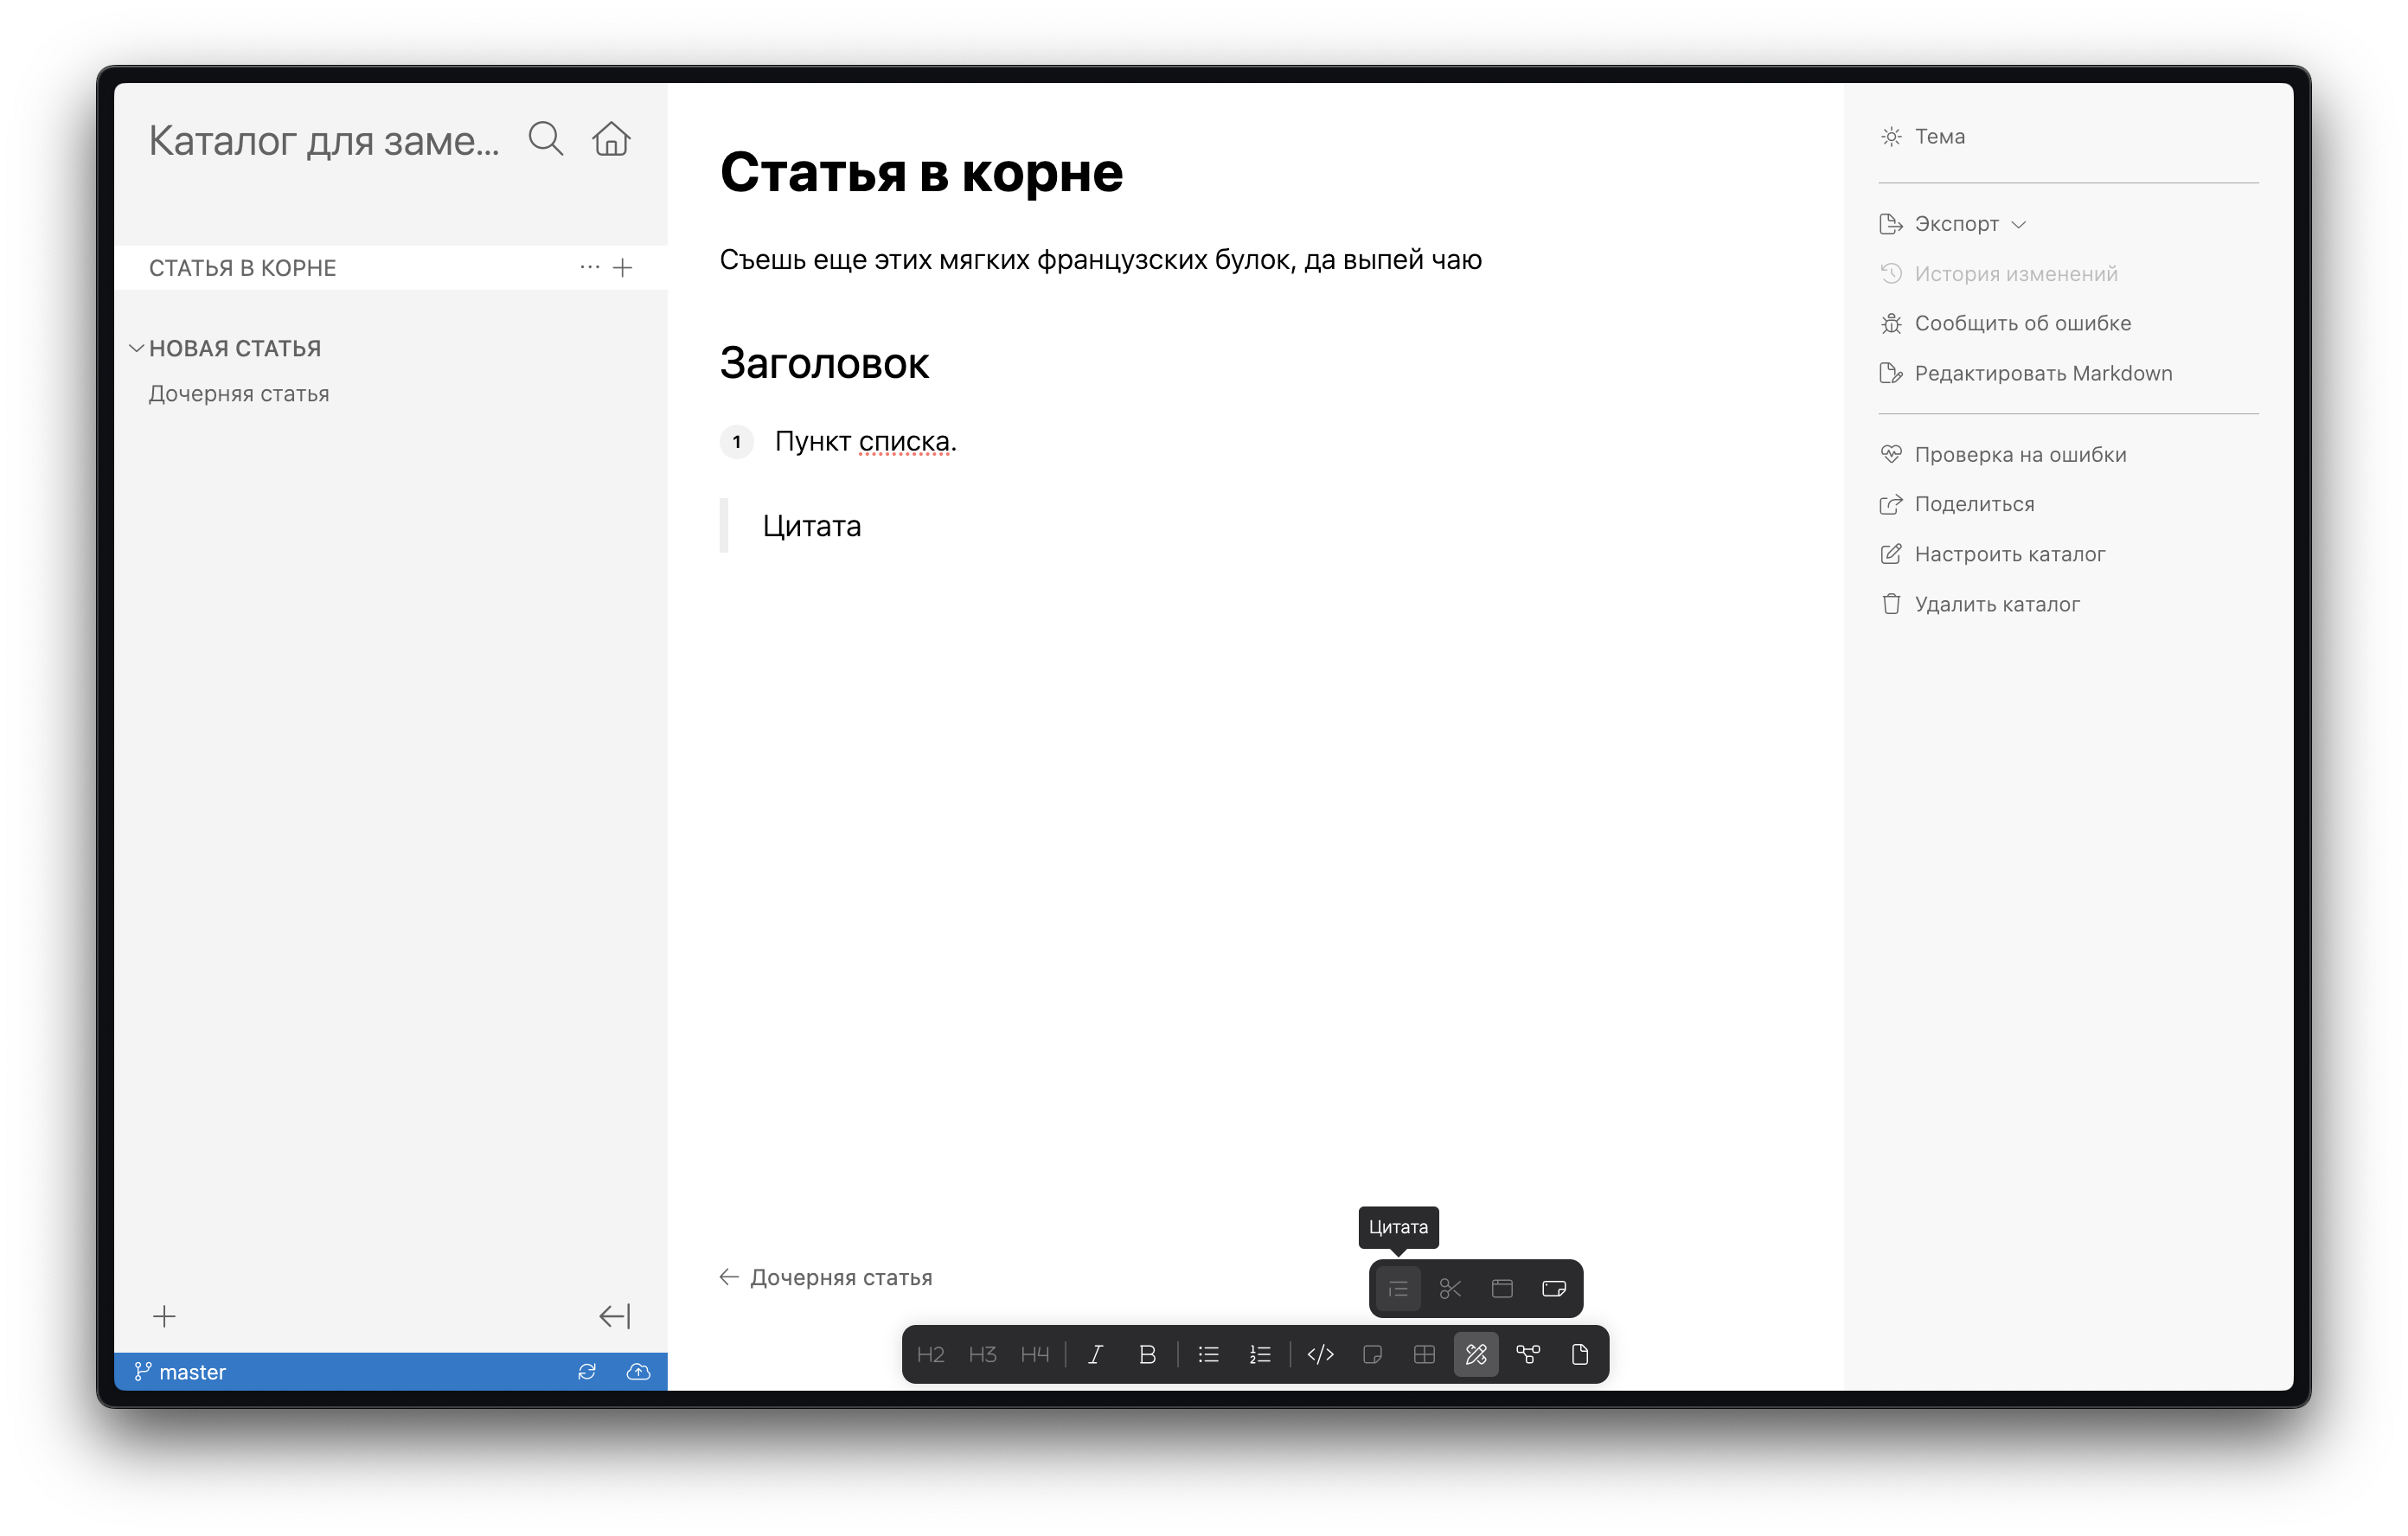 Каталог для заме...
СТАТЬЯ В КОРНЕ
НОВАЯ СТАТЬЯ
Дочерняя статья
master
Статья в корне
Съешь еще этих мягких французских булок, да выпей чаю
Заголовок
1 Пункт списка.
Цитата
← Дочерняя статья
Цитата
H2 H3 H4 I B </>
Тема
Экспорт
История изменений
Сообщить об ошибке
Редактировать Markdown
Проверка на ошибки
Поделиться
Настроить каталог
Удалить каталог